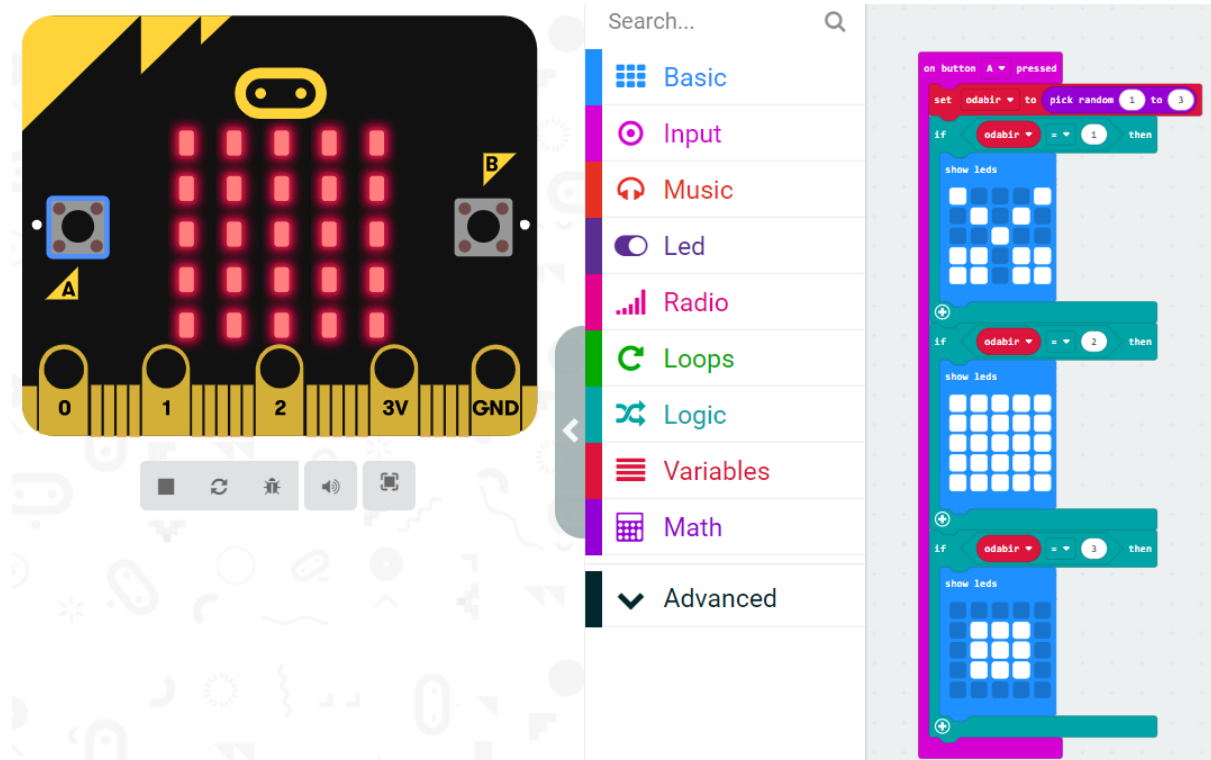 B
A
0 1 2 3V GND
Search...
Basic
Input
Music
Led
Radio
Loops
Logic
Variables
Math
Advanced
on button A pressed
set odabir to pick random 1 to 3
if odabir = 1 then
show leds
if odabir = 2 then
show leds
if odabir = 3 then
show leds